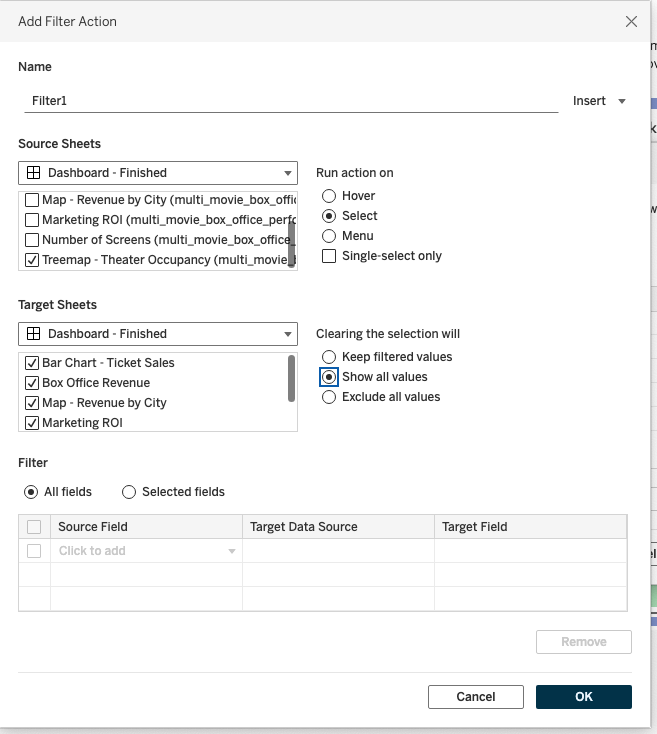 Add Filter Action
Name
Filter1
Insert
Source Sheets
Dashboard - Finished
Map - Revenue by City (multi_movie_box_offic
Marketing ROI (multi_movie_box_office_perfo
Number of Screens (multi_movie_box_office_
Treemap - Theater Occupancy (multi_movie_b
Run action on
Hover
Select
Menu
Single-select only
Target Sheets
Dashboard - Finished
Bar Chart - Ticket Sales
Box Office Revenue
Map - Revenue by City
Marketing ROI
Clearing the selection will
Keep filtered values
Show all values
Exclude all values
Filter
All fields
Selected fields
Source Field Target Data Source Target Field
Click to add
Remove
Cancel
OK